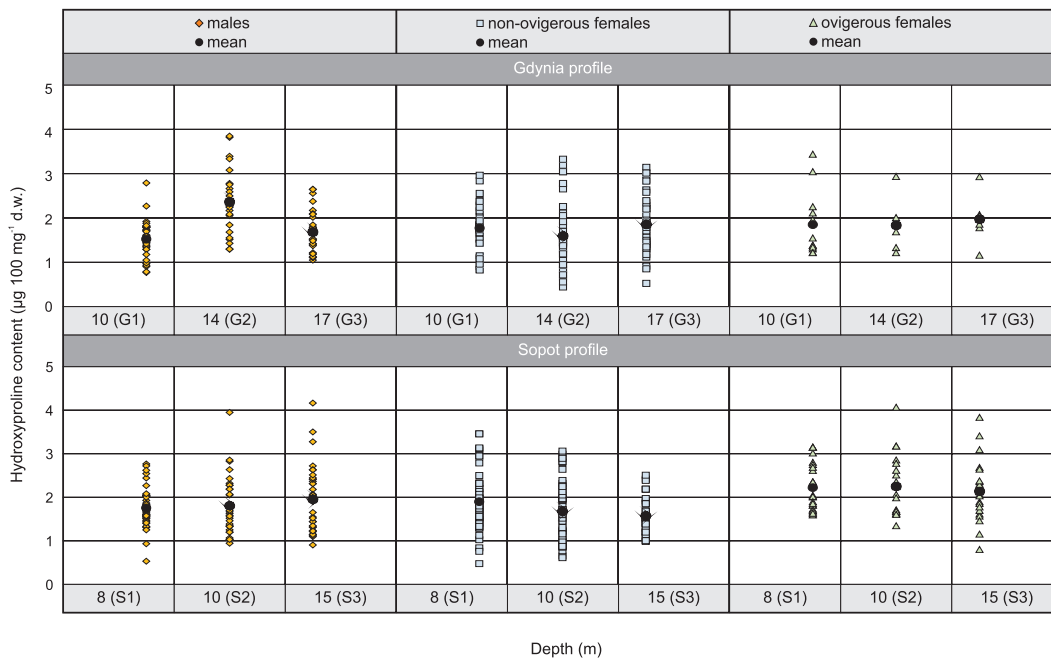 males non-ovigerous females ovigerous females
mean mean mean
Gdynia profile
5
4
3
2
1
0
10 (G1) 14 (G2) 17 (G3) 10 (G1) 14 (G2) 17 (G3) 10 (G1) 14 (G2) 17 (G3)
Sopot profile
5
4
3
2
1
0
8 (S1) 10 (S2) 15 (S3) 8 (S1) 10 (S2) 15 (S3) 8 (S1) 10 (S2) 15 (S3)
Hydroxyproline content (µg 100 mg⁻¹ d.w.)
Depth (m)